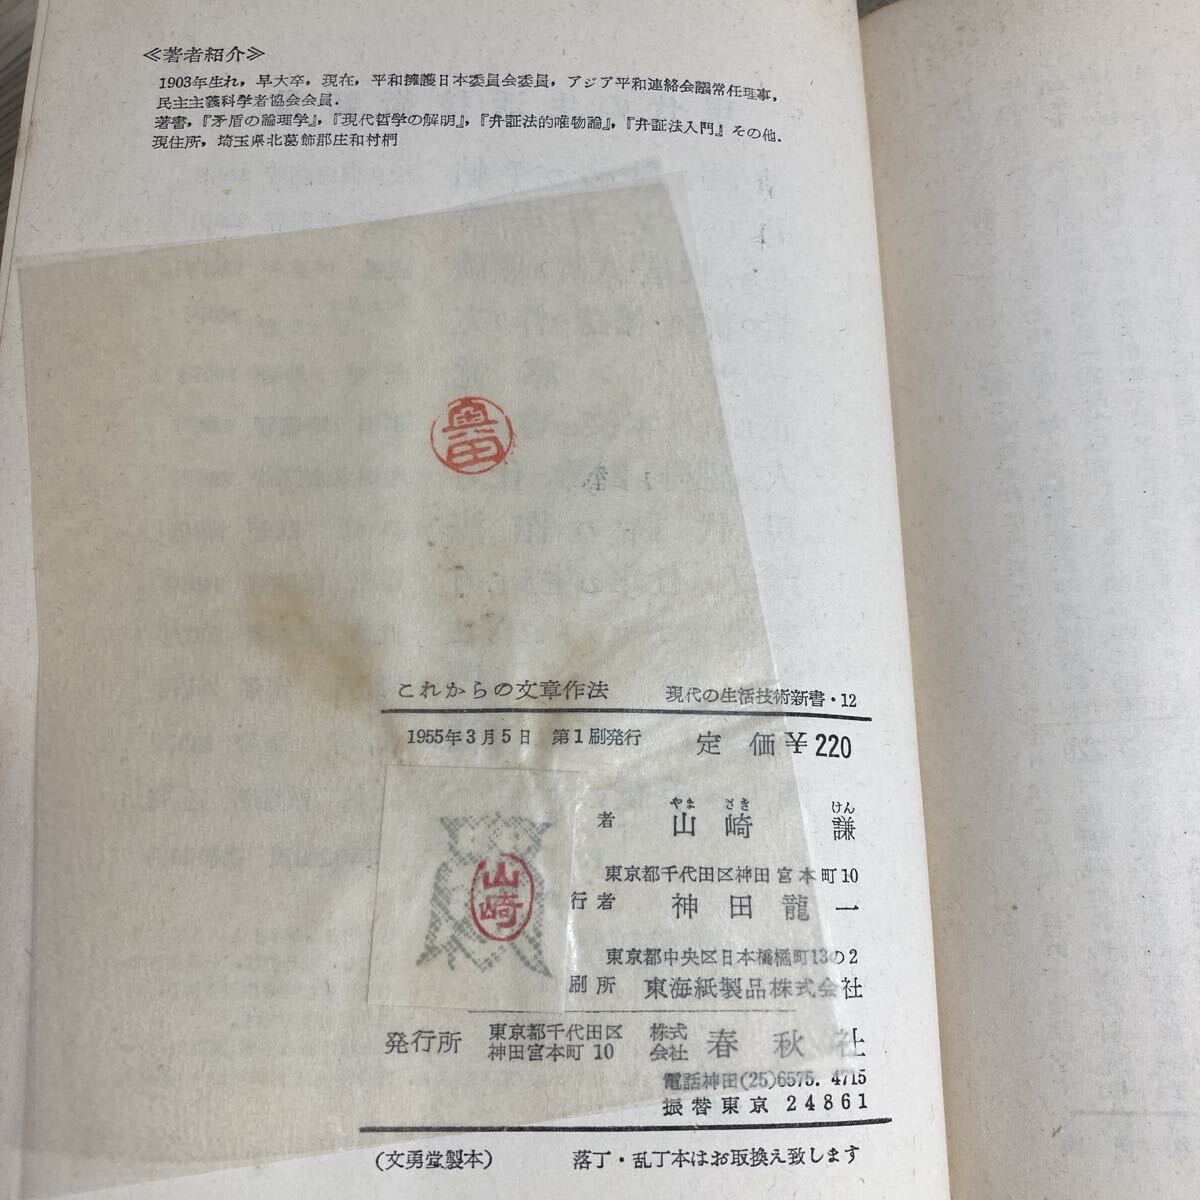 ≪著者紹介≫
1903年生れ，早大卒，現在，平和擁護日本委員会委員，アジア平和連絡会議常任理事，
民主主義科学者協会会員．
著書，『矛盾の論理学』，『現代哲学の解明』，『弁証法的唯物論』，『弁証法入門』その他．
現住所，埼玉県北葛飾郡庄和村椚
これからの文章作法　現代の生活技術新書・12
1955年3月5日　第1刷発行　定価￥220
者　山崎謙
やま　ざき　けん
東京都千代田区神田宮本町10
行者　神田龍一
東京都中央区日本橋橘町13の2
刷所　東海紙製品株式会社
山崎
発行所　東京都千代田区神田宮本町10　株式会社　春秋社
電話神田(25)6575．4715
振替東京 24861
(文勇堂製本)　落丁・乱丁本はお取換え致します